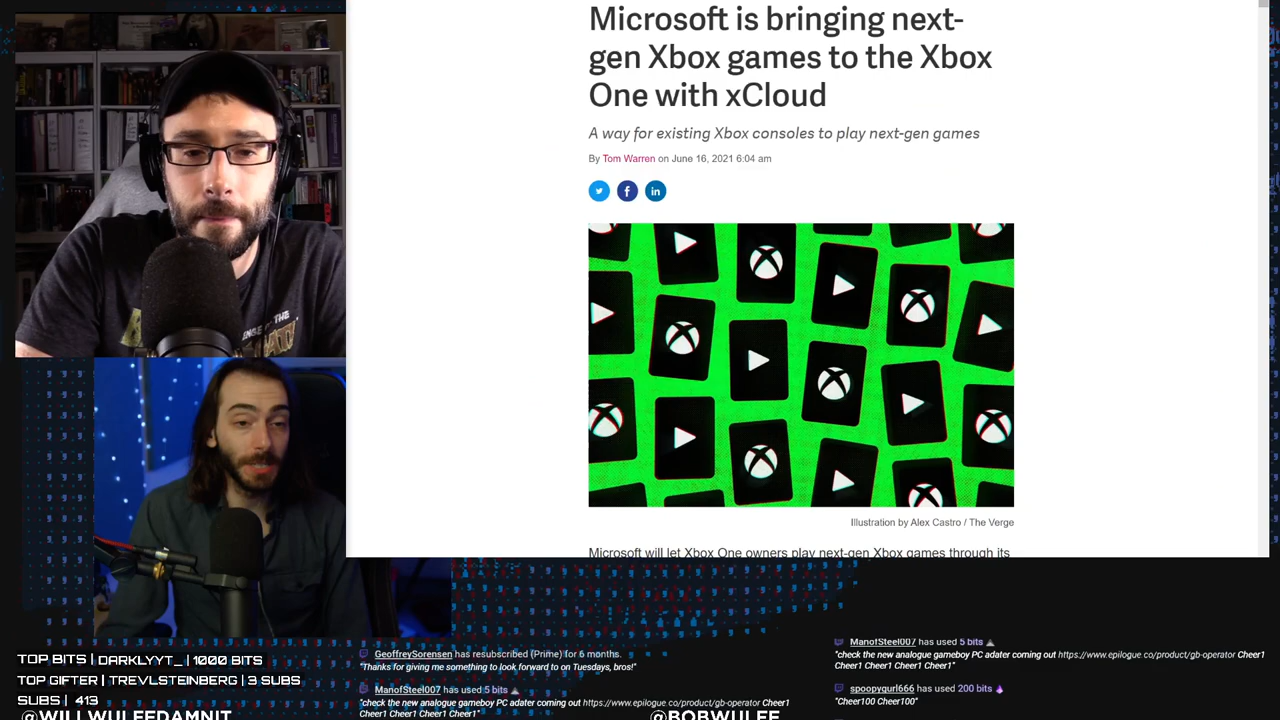 Microsoft is bringing next-
gen Xbox games to the Xbox
One with xCloud
A way for existing Xbox consoles to play next-gen games
By Tom Warren on June 16, 2021 6:04 am
Illustration by Alex Castro / The Verge
Microsoft will let Xbox One owners play next-gen Xbox games through its
TOP BITS | DARKLYYT_ | 1000 BITS
TOP GIFTER | TREVLSTEINBERG | 3 SUBS
SUBS | 413
@WILLWULFFDAMNIT
GeoffreySorensen has resubscribed (Prime) for 6 months.
"Thanks for giving me something to look forward to on Tuesdays, bros!"
ManofSteel007 has used 5 bits
"check the new analogue gameboy PC adater coming out https://www.epilogue.co/product/gb-operator Cheer1
Cheer1 Cheer1 Cheer1 Cheer1"
@BOBWULFF
ManofSteel007 has used 5 bits
"check the new analogue gameboy PC adater coming out https://www.epilogue.co/product/gb-operator Cheer1
Cheer1 Cheer1 Cheer1 Cheer1"
spoopygurl666 has used 200 bits
"Cheer100 Cheer100"